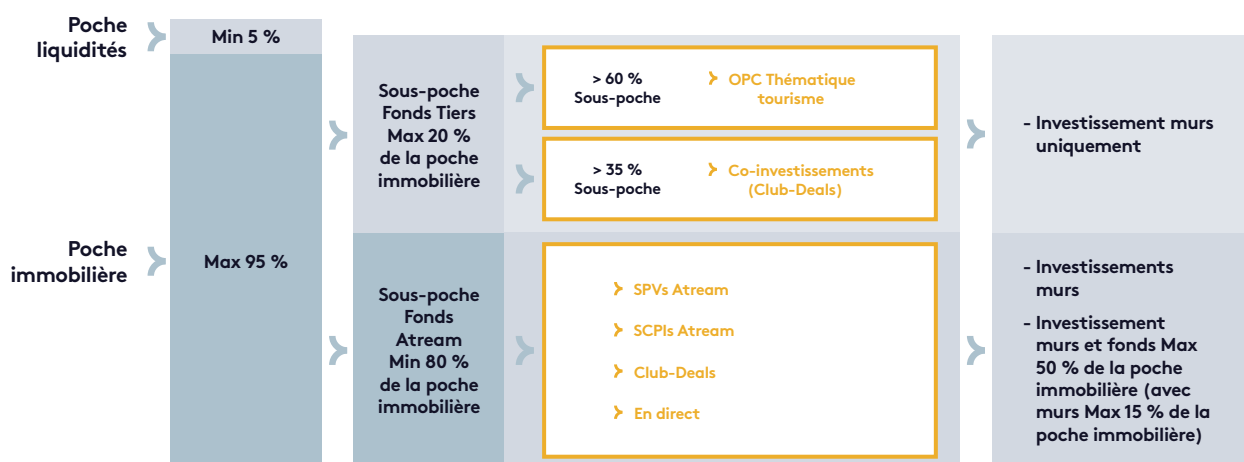 Poche
liquidités
Min 5 %
Poche
immobilière
Max 95 %
Sous-poche
Fonds Tiers
Max 20 %
de la poche
immobilière
> 60 %
Sous-poche
OPC Thématique
tourisme
> 35 %
Sous-poche
Co-investissements
(Club-Deals)
- Investissement murs
uniquement
Sous-poche
Fonds
Atream
Min 80 %
de la poche
immobilière
SPVs Atream
SCPIs Atream
Club-Deals
En direct
- Investissements
murs
- Investissement
murs et fonds Max
50 % de la poche
immobilière (avec
murs Max 15 % de la
poche immobilière)